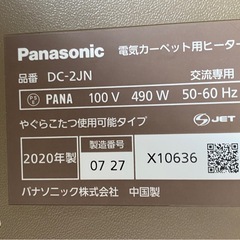 Panasonic 電気カーペット用ヒーター
品番 DC-2JN 交流専用
PANA 100 V 490 W 50-60 Hz
やぐらこたつ使用可能タイプ S JET
2020年製 製造番号 07 27 X10636
パナソニック株式会社 中国製